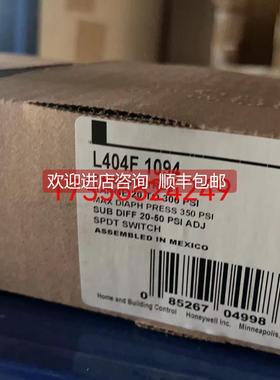 L404F 1094
欢迎进店咨询 顺丰包邮
300 PSI
MAX DIAPH PRESS 350 PSI
SUB DIFF 20-50 PSI ADJ
SPDT SWITCH
ASSEMBLED IN MEXICO
0 85267 04998
Home and Building Control Honeywell Inc. Minneapolis,